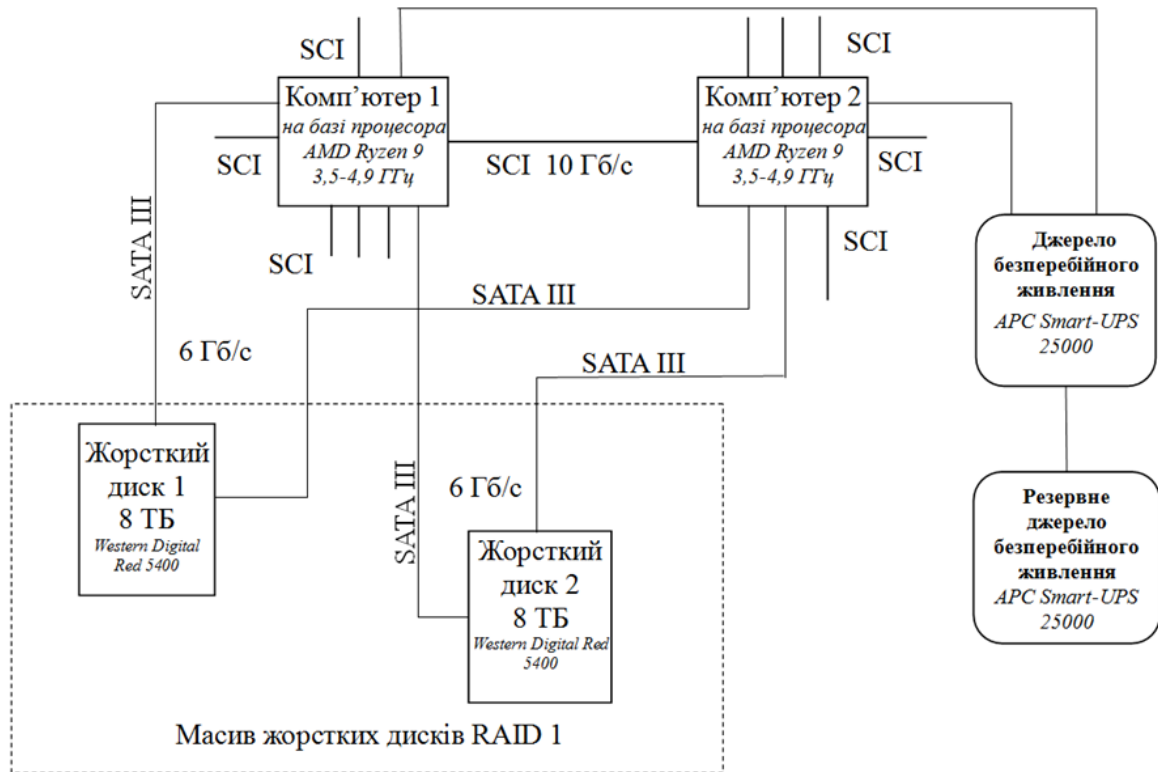 SCI
SCI
Комп’ютер 1
на базі процесора
AMD Ryzen 9
3,5-4,9 ГГц
Комп’ютер 2
на базі процесора
AMD Ryzen 9
3,5-4,9 ГГц
SCI
SCI 10 Гб/с
SCI
SCI
SCI
SATA III
SATA III
6 Гб/с
SATA III
Джерело
безперебійного
живлення
APC Smart-UPS
25000
Жорсткий
диск 1
8 ТБ
Western Digital
Red 5400
SATA III
6 Гб/с
Жорсткий
диск 2
8 ТБ
Western Digital Red
5400
Резервне
джерело
безперебійного
живлення
APC Smart-UPS
25000
Масив жорстких дисків RAID 1